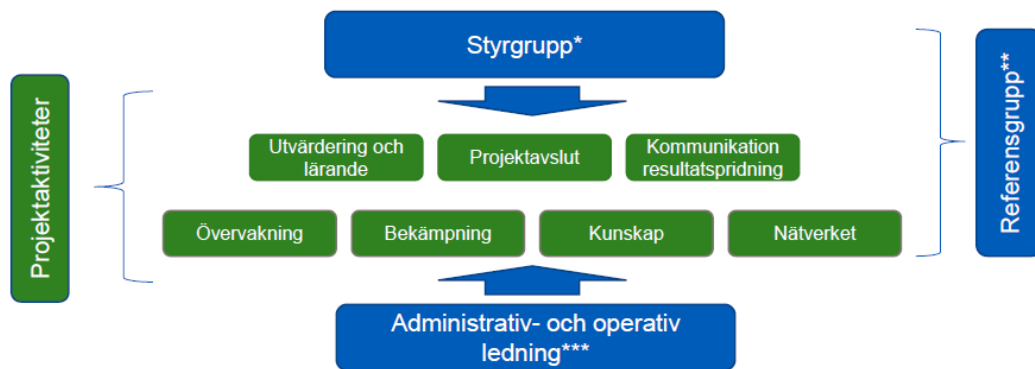 Styrgrupp*
Projektaktiviteter
Referensgrupp**
Utvärdering och
lärande
Projektavslut
Kommunikation
resultatspridning
Övervakning
Bekämpning
Kunskap
Nätverket
Administrativ- och operativ
ledning***